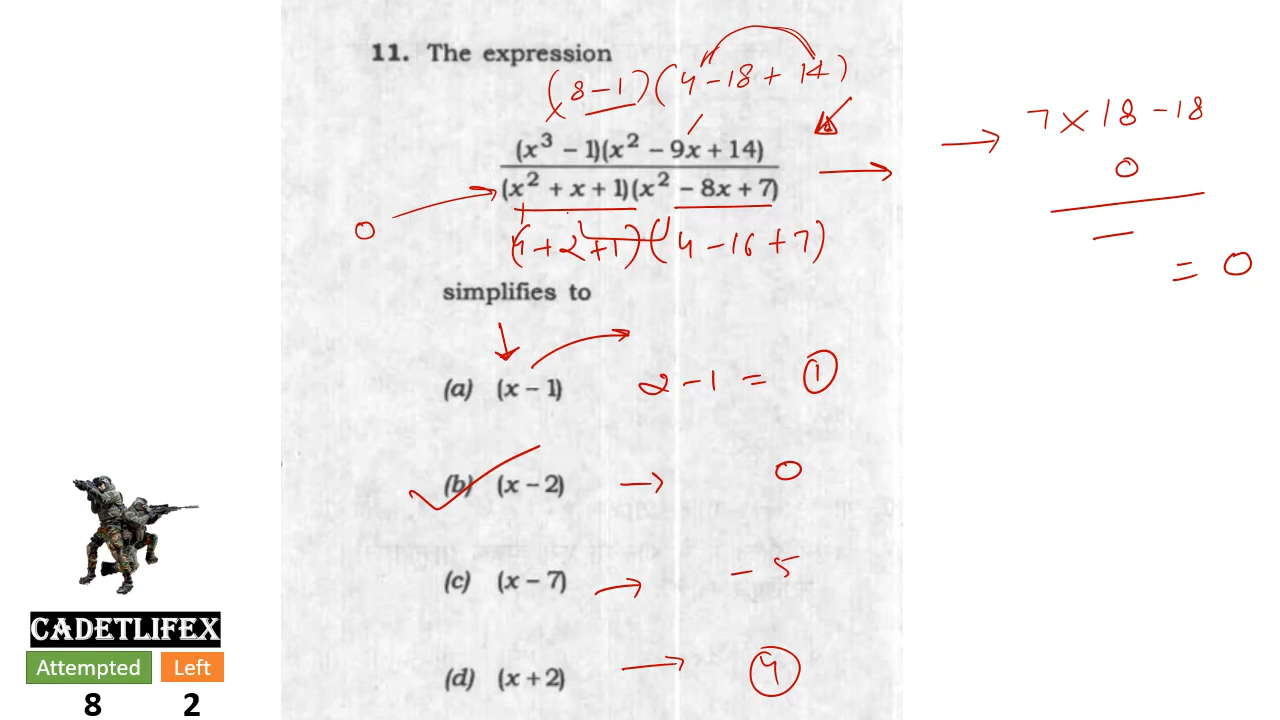 11. The expression
(8 - 1)(4 - 18 + 14)
(x³ - 1)(x² - 9x + 14)
(x² + x + 1)(x² - 8x + 7)
(4 + 2 + 1)(4 - 16 + 7)
0
7 × 18 - 18
0
= 0
simplifies to
(a) (x - 1) 2 - 1 = 1
(b) (x - 2) 0
(c) (x - 7) - 5
(d) (x + 2) 4
CADETLIFEX
Attempted Left
8 2